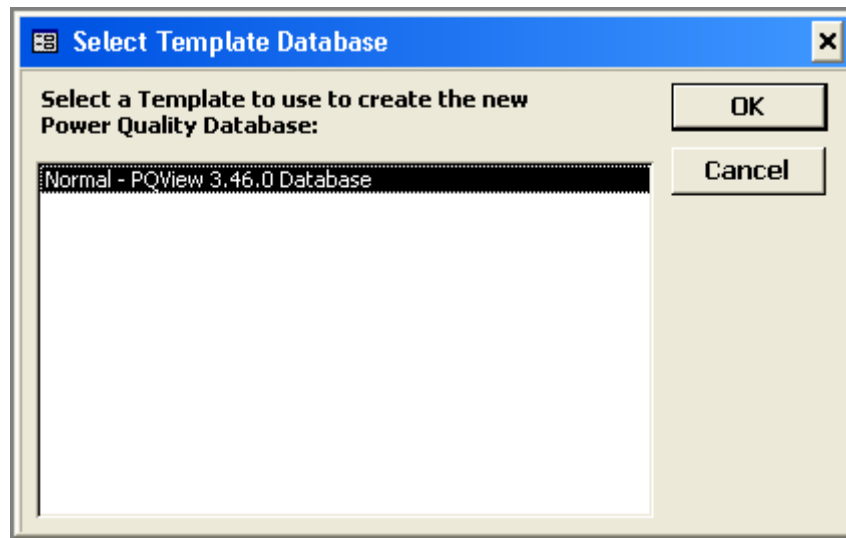 Select Template Database
Select a Template to use to create the new
Power Quality Database:
OK
Cancel
Normal - PQView 3.46.0 Database